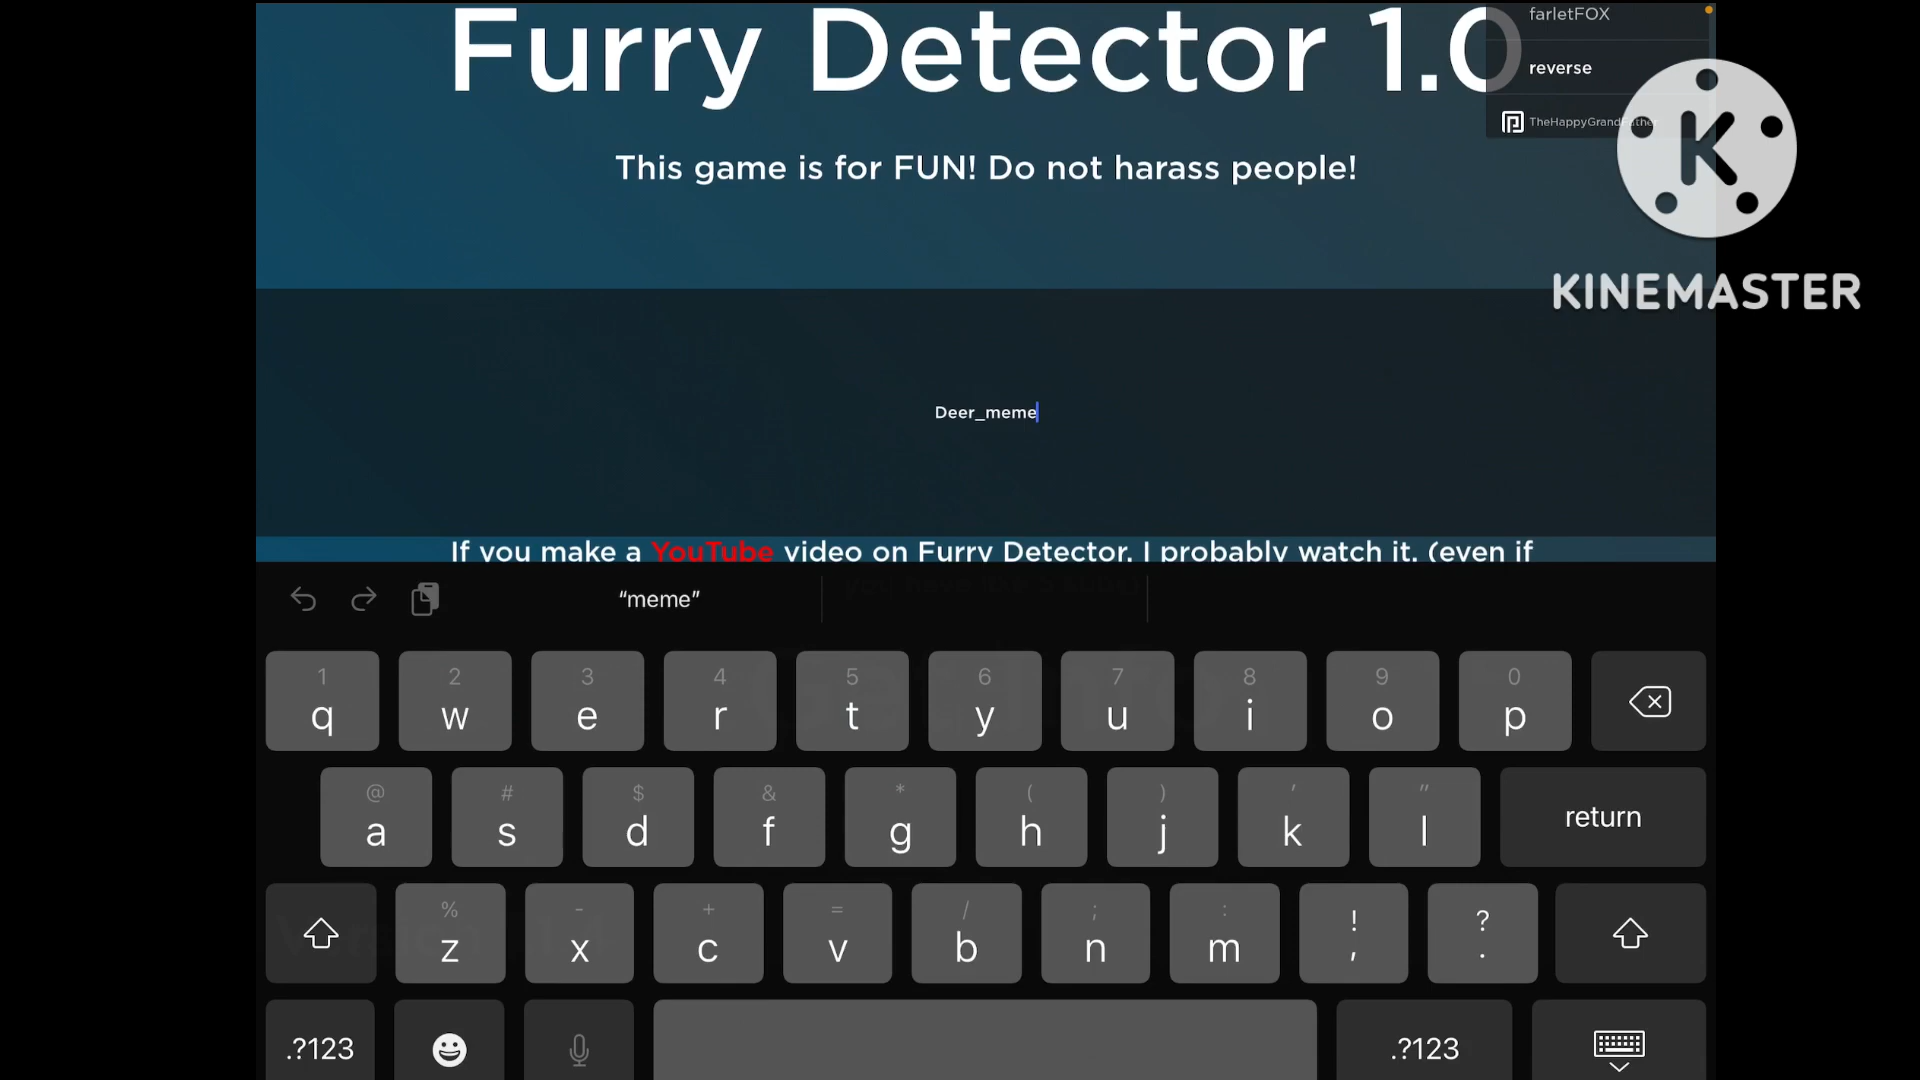 Furry Detector 1.0
farletFOX
reverse
TheHappyGrandFather
This game is for FUN! Do not harass people!
KINEMASTER
Deer_meme
If you make a YouTube video on Furry Detector, I probably watch it. (even if
“meme”
1 2 3 4 5 6 7 8 9 0
q w e r t y u i o p
@ # $ & * ( ) ' "
a s d f g h j k l return
% - + = / ; : ! ?
z x c v b n m , .
.?123 .?123